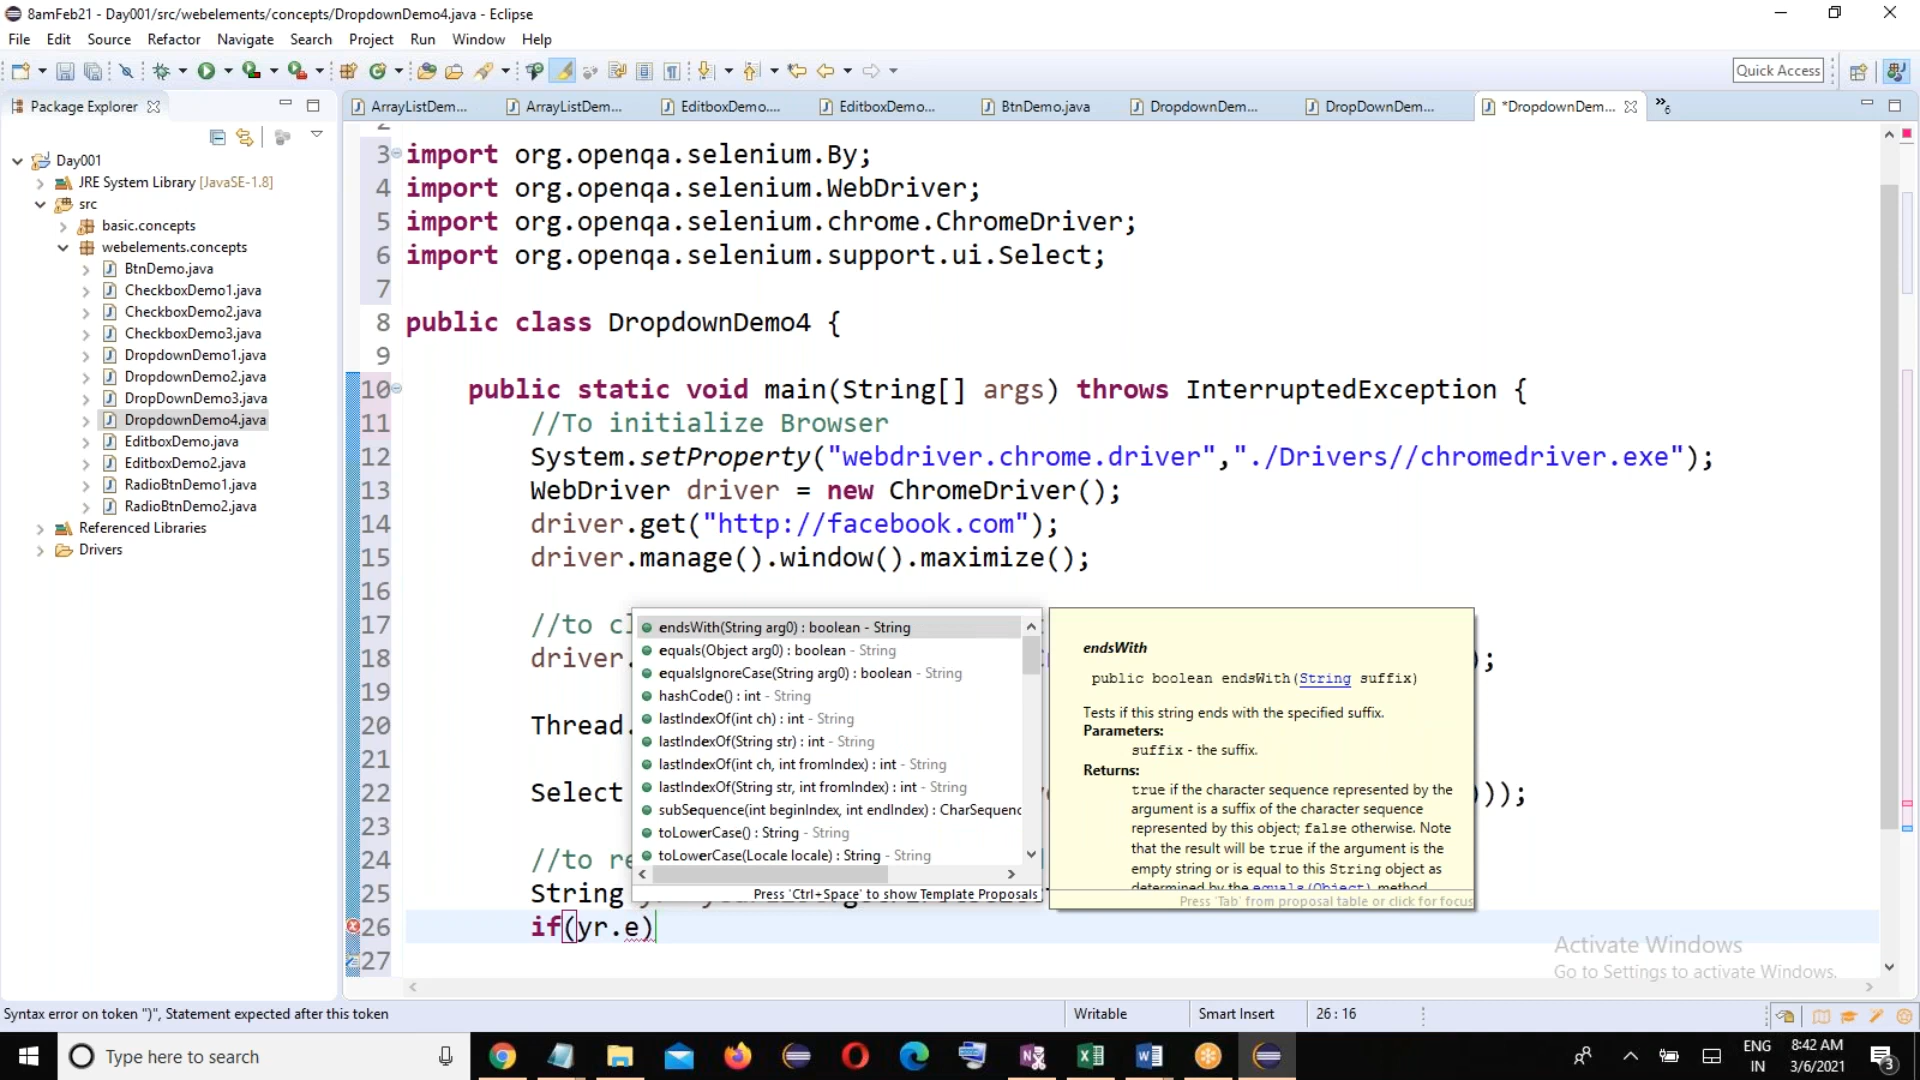 8amFeb21 - Day001/src/webelements/concepts/DropdownDemo4.java - Eclipse
File Edit Source Refactor Navigate Search Project Run Window Help
Quick Access
Package Explorer
ArrayListDem... ArrayListDem... EditboxDemo.... EditboxDemo... BtnDemo.java DropdownDem... DropDownDem... *DropdownDem... »6
Day001
JRE System Library [JavaSE-1.8]
src
basic.concepts
webelements.concepts
BtnDemo.java
CheckboxDemo1.java
CheckboxDemo2.java
CheckboxDemo3.java
DropdownDemo1.java
DropdownDemo2.java
DropDownDemo3.java
DropdownDemo4.java
EditboxDemo.java
EditboxDemo2.java
RadioBtnDemo1.java
RadioBtnDemo2.java
Referenced Libraries
Drivers
2
3 import org.openqa.selenium.By;
4 import org.openqa.selenium.WebDriver;
5 import org.openqa.selenium.chrome.ChromeDriver;
6 import org.openqa.selenium.support.ui.Select;
7
8 public class DropdownDemo4 {
9
10 public static void main(String[] args) throws InterruptedException {
11 //To initialize Browser
12 System.setProperty("webdriver.chrome.driver","./Drivers//chromedriver.exe");
13 WebDriver driver = new ChromeDriver();
14 driver.get("http://facebook.com");
15 driver.manage().window().maximize();
16
17 //to cl
18 driver. ;
19
20 Thread.
21
22 Select )));
23
24 //to re
25 String
26 if(yr.e)
27
endsWith(String arg0) : boolean - String
equals(Object arg0) : boolean - String
equalsIgnoreCase(String arg0) : boolean - String
hashCode() : int - String
lastIndexOf(int ch) : int - String
lastIndexOf(String str) : int - String
lastIndexOf(int ch, int fromIndex) : int - String
lastIndexOf(String str, int fromIndex) : int - String
subSequence(int beginIndex, int endIndex) : CharSequenc
toLowerCase() : String - String
toLowerCase(Locale locale) : String - String
Press 'Ctrl+Space' to show Template Proposals
endsWith
public boolean endsWith(String suffix)
Tests if this string ends with the specified suffix.
Parameters:
suffix - the suffix.
Returns:
true if the character sequence represented by the
argument is a suffix of the character sequence
represented by this object; false otherwise. Note
that the result will be true if the argument is the
empty string or is equal to this String object as
determined by the equals(Object) method
Press 'Tab' from proposal table or click for focus
Activate Windows
Go to Settings to activate Windows.
Syntax error on token ")", Statement expected after this token
Writable Smart Insert 26 : 16
Type here to search
ENG
IN
8:42 AM
3/6/2021
3